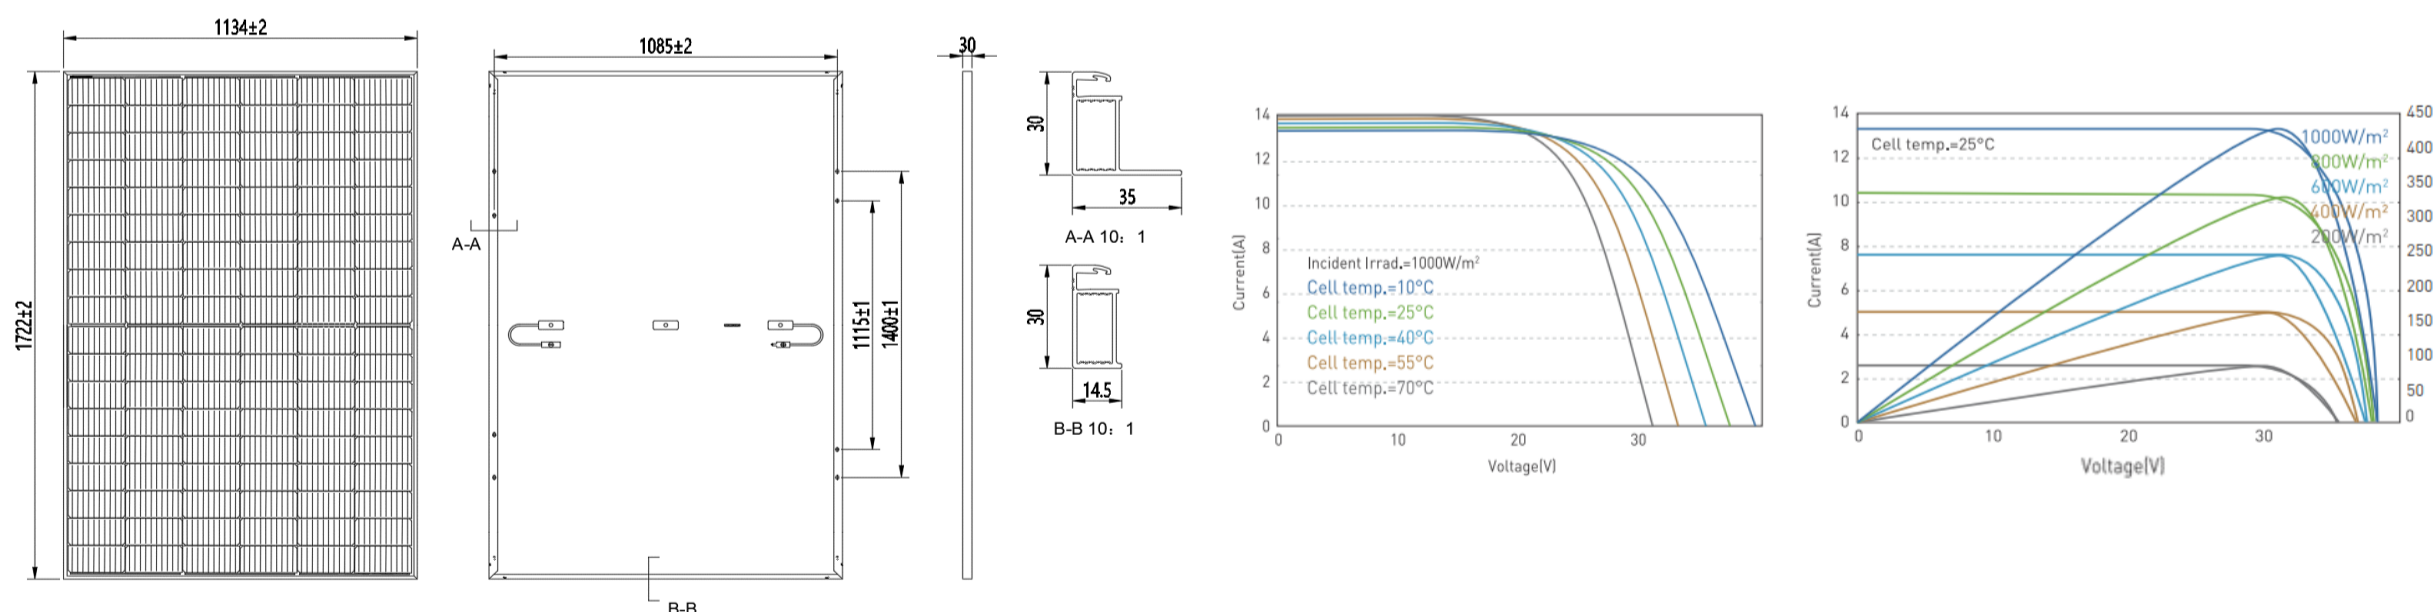 1134±2
1722±2
1085±2
A-A
1115±1
1400±1
B-B
30
30
35
A-A 10: 1
30
14.5
B-B 10: 1
14
12
10
8
6
4
2
0
Current(A)
Incident Irrad.=1000W/m²
Cell temp.=10°C
Cell temp.=25°C
Cell temp.=40°C
Cell temp.=55°C
Cell temp.=70°C
0
10
20
30
Voltage(V)
14
12
10
8
6
4
2
0
Current(A)
Cell temp.=25°C
1000W/m²
800W/m²
600W/m²
400W/m²
200W/m²
450
400
350
300
250
200
150
100
50
0
0
10
20
30
Voltage(V)